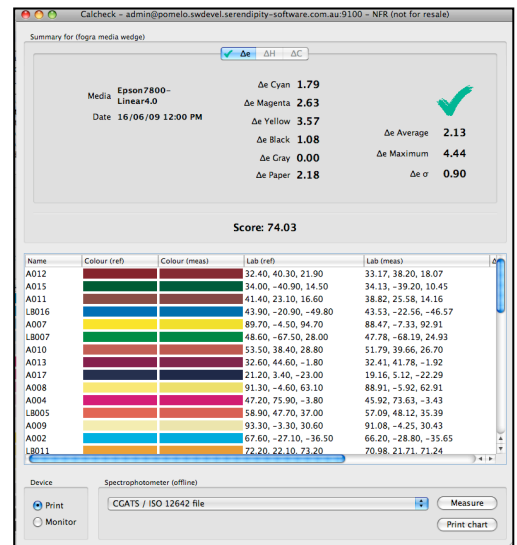 Calcheck – admin@pomelo.swdevel.serendipity-software.com.au:9100 – NFR (not for resale)
Summary for (fogra media wedge)
Δe ΔH ΔC
Media Epson7800-Linear4.0
Date 16/06/09 12:00 PM
Δe Cyan 1.79
Δe Magenta 2.63
Δe Yellow 3.57
Δe Black 1.08
Δe Gray 0.00
Δe Paper 2.18
Δe Average 2.13
Δe Maximum 4.44
Δe σ 0.90
Score: 74.03
Name Colour (ref) Colour (meas) Lab (ref) Lab (meas) Δ
A012 32.40, 40.30, 21.90 33.17, 38.20, 18.07
A015 34.00, -40.90, 14.50 34.13, -39.20, 10.45
A011 41.40, 23.10, 16.60 38.82, 25.58, 14.16
LB016 43.90, -20.90, -49.80 43.53, -22.56, -46.57
A007 89.70, -4.50, 94.70 88.47, -7.33, 92.91
LB007 48.60, -67.50, 28.00 47.78, -68.19, 24.93
A010 53.50, 38.40, 28.80 51.79, 39.66, 26.70
A013 32.60, 44.60, -1.80 32.41, 41.78, -1.92
A017 21.20, 3.40, -23.00 19.16, 5.12, -22.29
A008 91.30, -4.60, 63.10 88.91, -5.92, 62.91
A004 47.20, 75.90, -3.80 45.92, 73.63, -3.43
LB005 58.90, 47.70, 37.00 57.09, 48.12, 35.39
A009 93.30, -3.30, 30.60 91.08, -4.25, 30.43
A002 67.60, -27.10, -36.50 66.20, -28.80, -35.65
LB011 72.20, 22.10, 73.20 70.98, 21.71, 71.24
Device Spectrophotometer (offline)
Print CGATS / ISO 12642 file Measure
Monitor Print chart